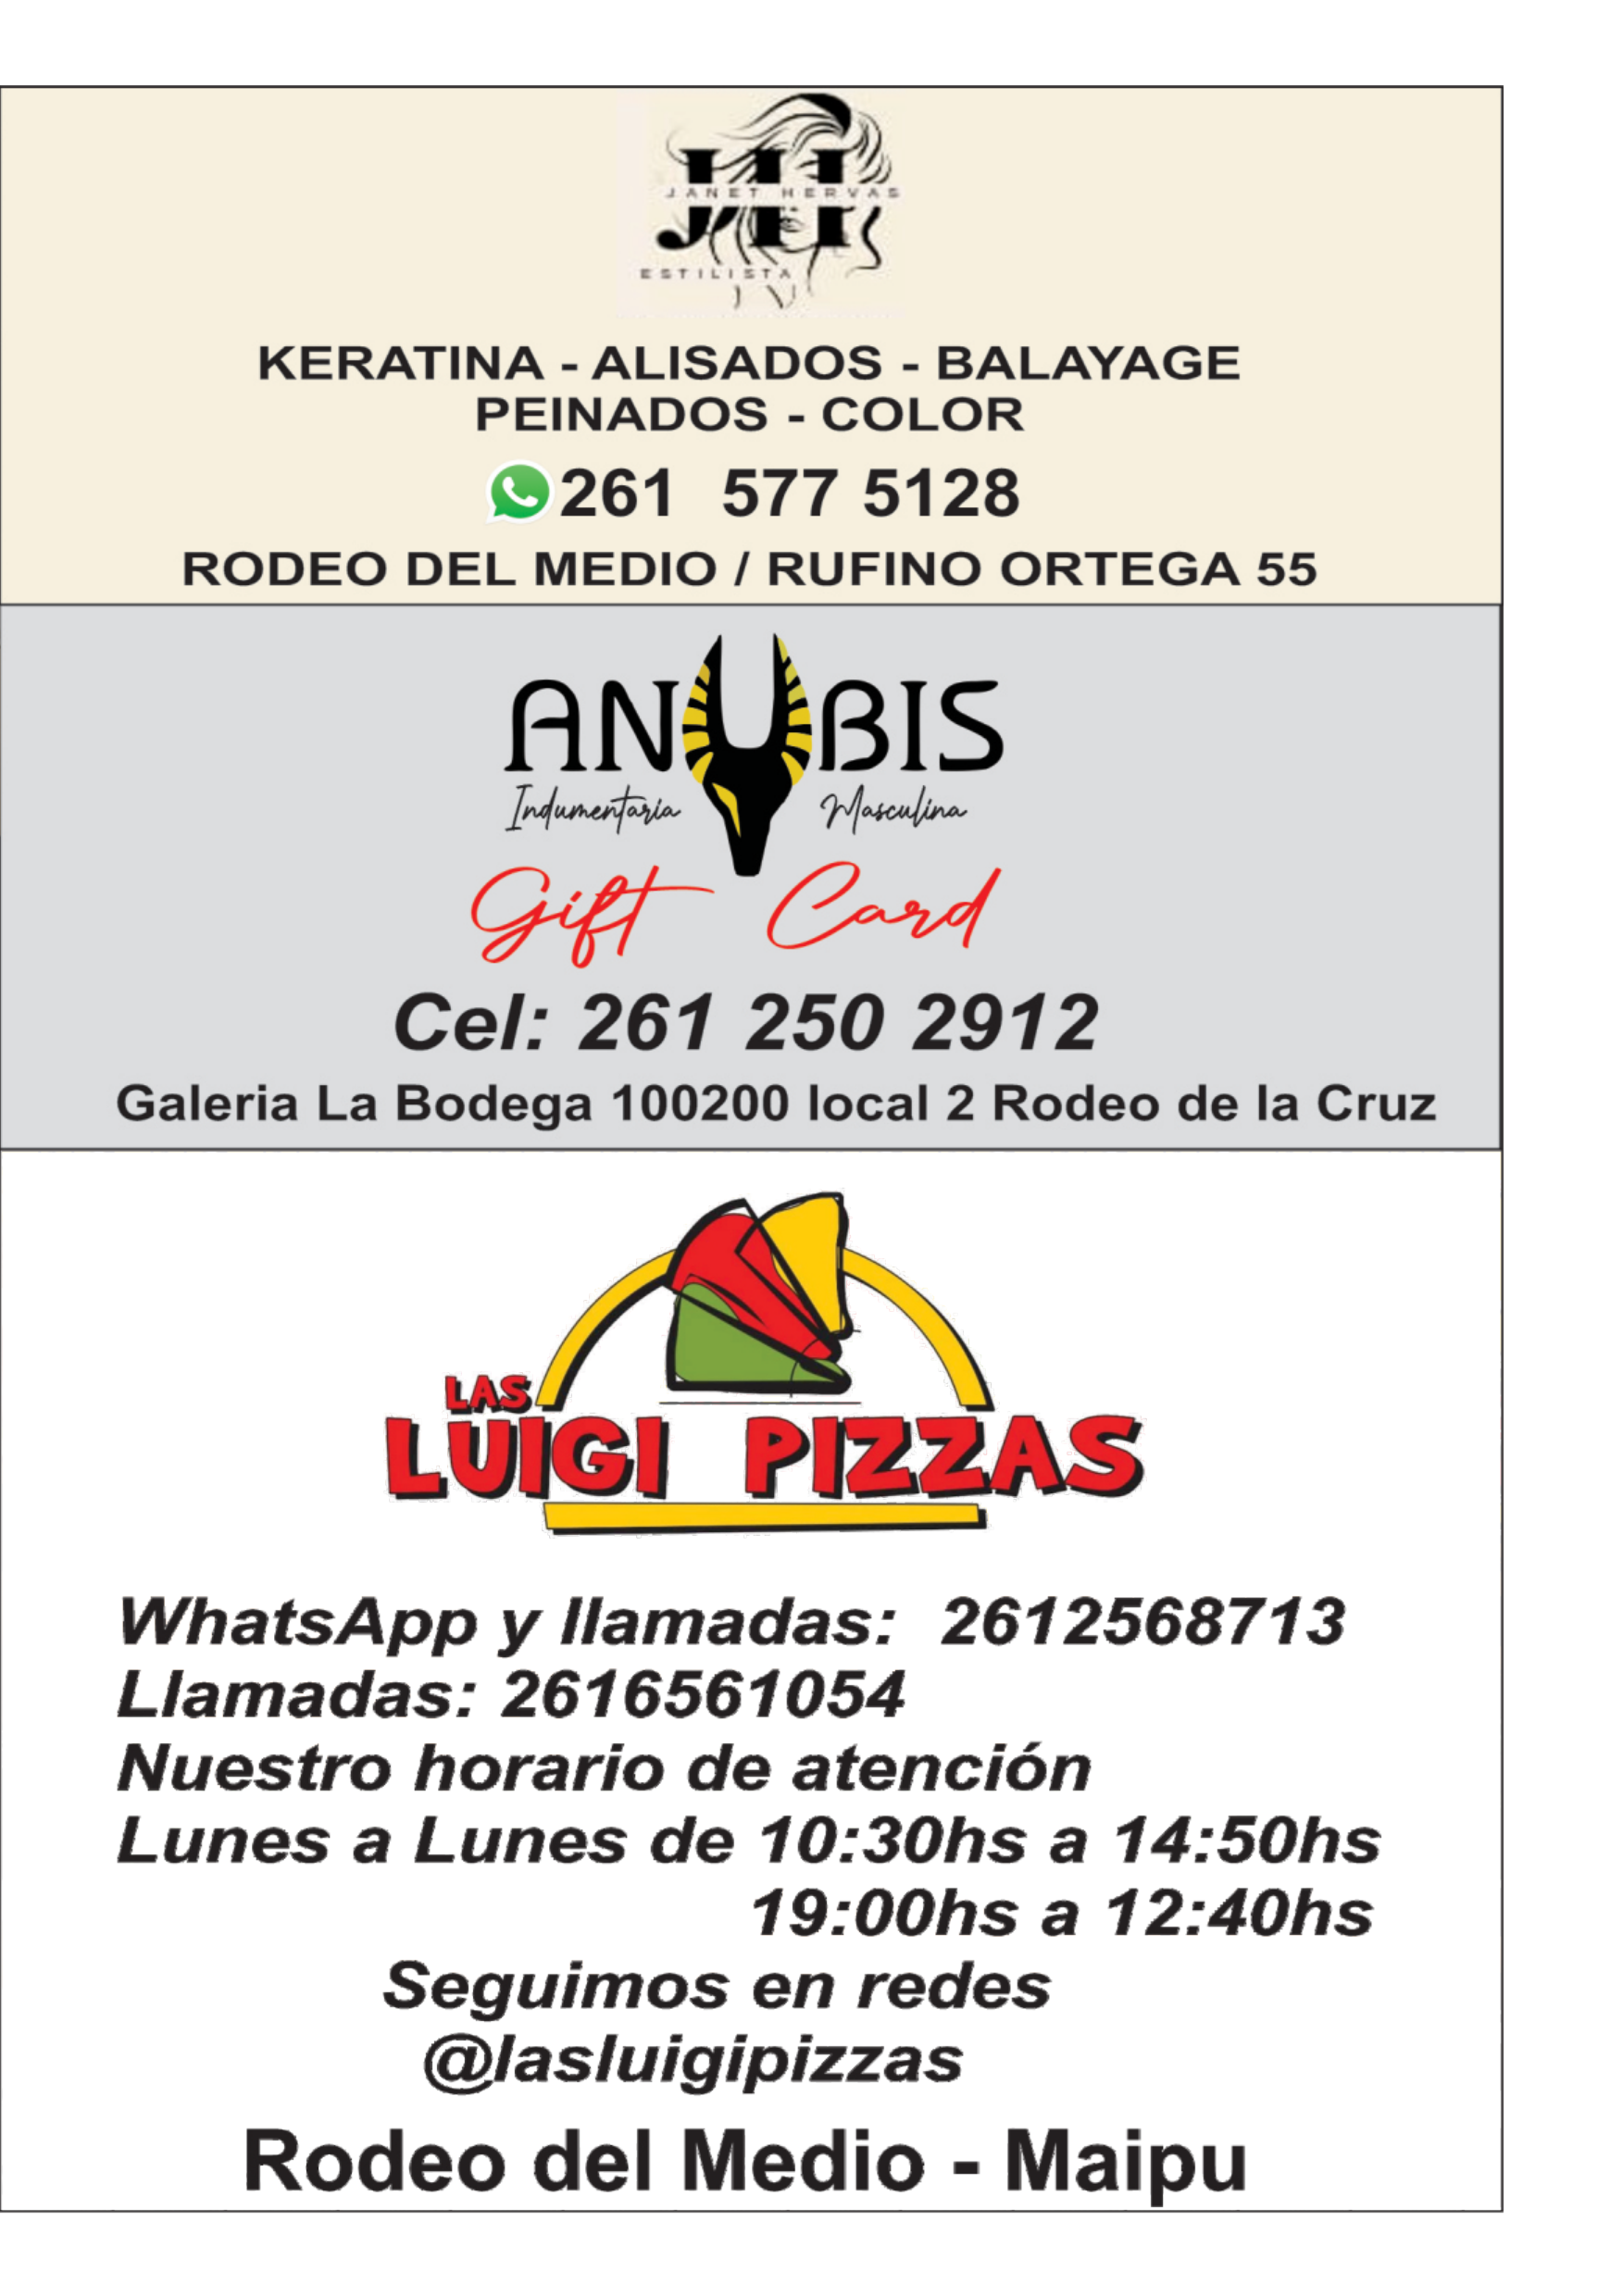 JH
JANET HERVAS
ESTILISTA
KERATINA - ALISADOS - BALAYAGE
PEINADOS - COLOR
261 577 5128
RODEO DEL MEDIO / RUFINO ORTEGA 55
ANUBIS
Indumentaria Masculina
Gift Card
Cel: 261 250 2912
Galeria La Bodega 100200 local 2 Rodeo de la Cruz
LAS
LUIGI PIZZAS
WhatsApp y llamadas: 2612568713
Llamadas: 2616561054
Nuestro horario de atención
Lunes a Lunes de 10:30hs a 14:50hs
19:00hs a 12:40hs
Seguimos en redes
@lasluigipizzas
Rodeo del Medio - Maipu